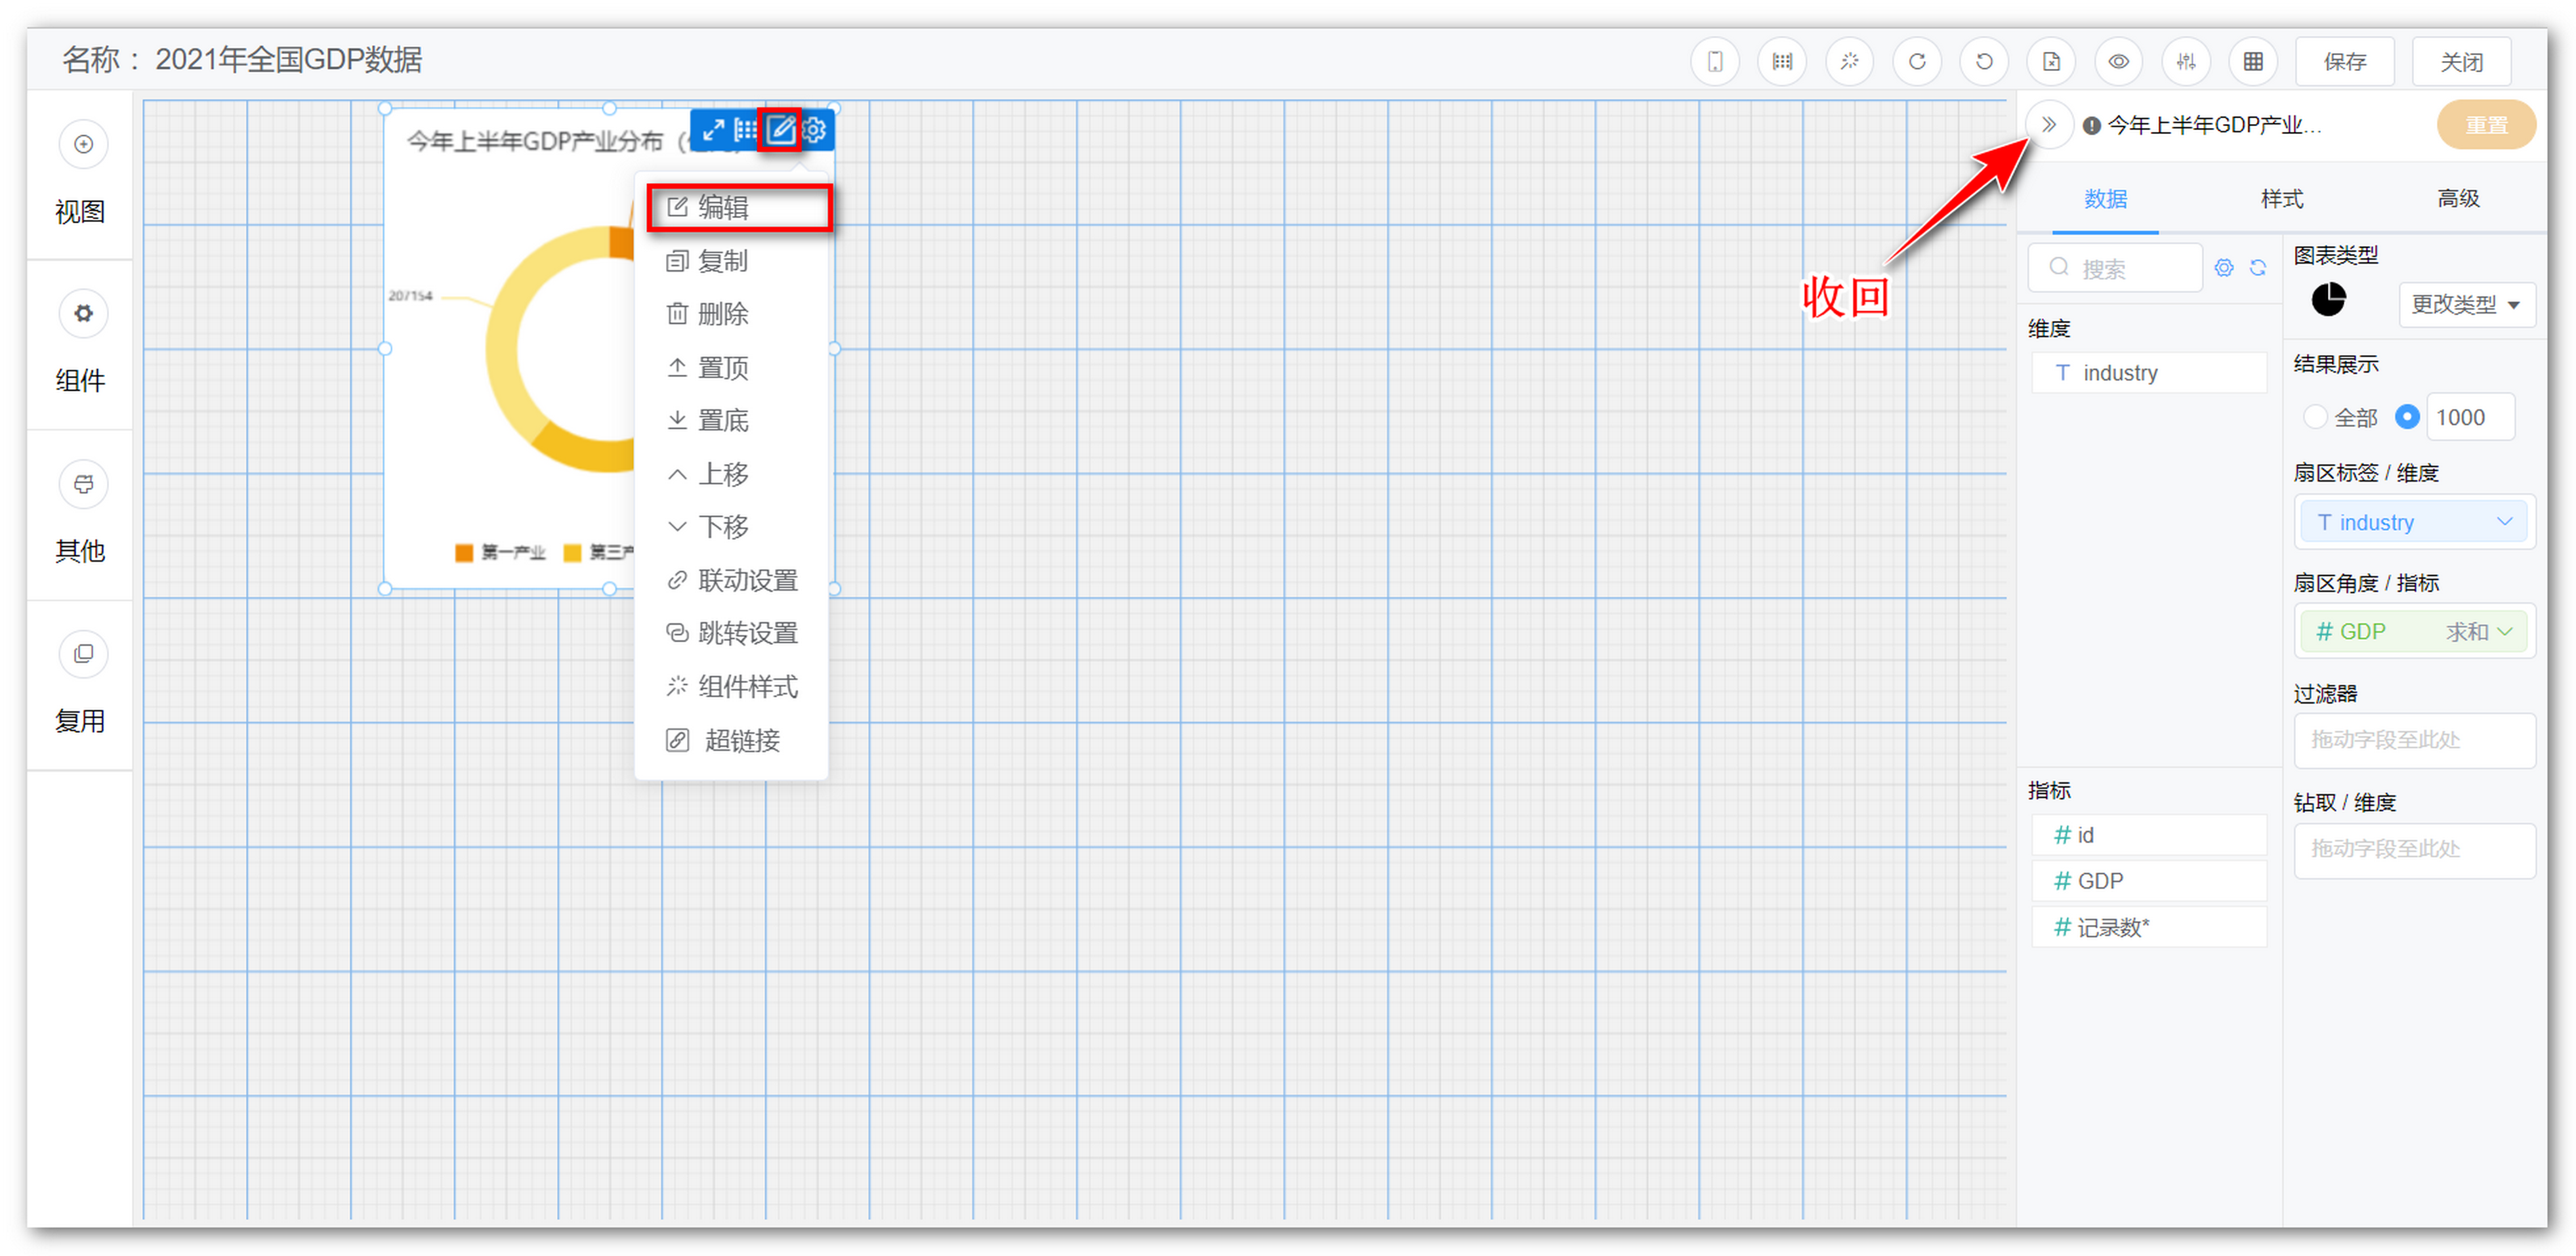 名称： 2021年全国GDP数据
保存
关闭
视图
组件
其他
复用
今年上半年GDP产业分布（
207154
第一产业
第三产
编辑
复制
删除
置顶
置底
上移
下移
联动设置
跳转设置
组件样式
超链接
收回
今年上半年GDP产业...
重置
数据
样式
高级
搜索
维度
T industry
指标
# id
# GDP
# 记录数*
图表类型
更改类型
结果展示
全部
1000
扇区标签 / 维度
T industry
扇区角度 / 指标
# GDP 求和
过滤器
拖动字段至此处
钻取 / 维度
拖动字段至此处